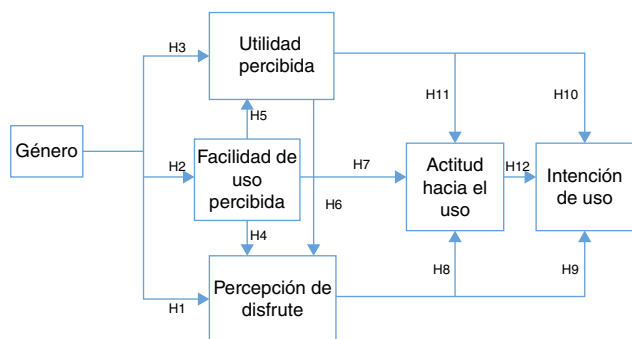 Utilidad
percibida
H3
H11
H10
H5
Género
Facilidad de
uso
percibida
H2
H7
Actitud
hacia el
uso
H12
Intención
de uso
H6
H4
Percepción de
disfrute
H8
H9
H1